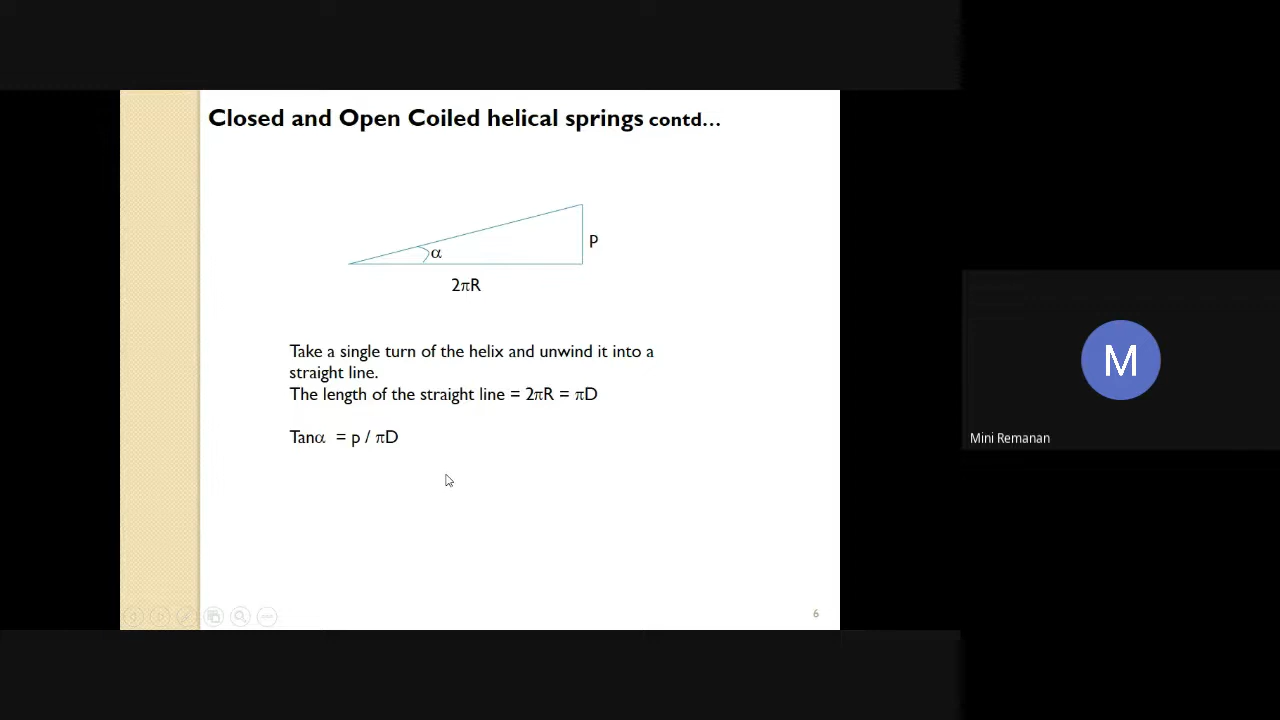 Closed and Open Coiled helical springs contd...
P
α
2πR
Take a single turn of the helix and unwind it into a
straight line.
The length of the straight line = 2πR = πD
Tanα = p / πD
M
Mini Remanan
6